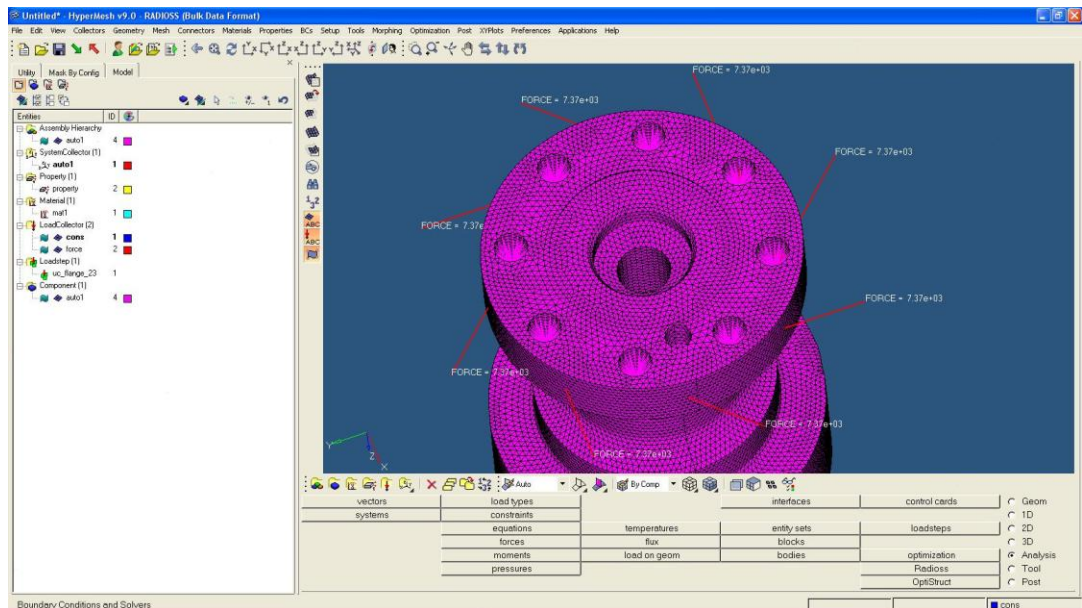 Untitled* - HyperMesh v9.0 - RADIOSS (Bulk Data Format)
File Edit View Collectors Geometry Mesh Connectors Materials Properties BCs Setup Tools Morphing Optimization Post XYPlots Preferences Applications Help
Utility Mask By Config Model
Entities ID
Assembly Hierarchy
auto1 4
SystemCollector (1)
auto1 1
Property (1)
property 2
Material (1)
mat1 1
LoadCollector (2)
cons 1
force 2
Loadstep (1)
uc_flange_23 1
Component (1)
auto1 4
1 2 3
ABC
ABC
FORCE = 7.37e+03
FORCE = 7.37e+03
FORCE = 7.37e+03
FORCE = 7.37e
FORCE = 7.37e+03
FORCE = 7.37e+03
FORCE = 7.37e+03
FORCE = 7.37e+03
Y
Z
X
Auto By Comp
vectors load types interfaces control cards Geom
systems constraints 1D
equations temperatures entity sets loadsteps 2D
forces flux blocks 3D
moments load on geom bodies optimization Analysis
pressures Radioss Tool
OptiStruct Post
Boundary Conditions and Solvers cons